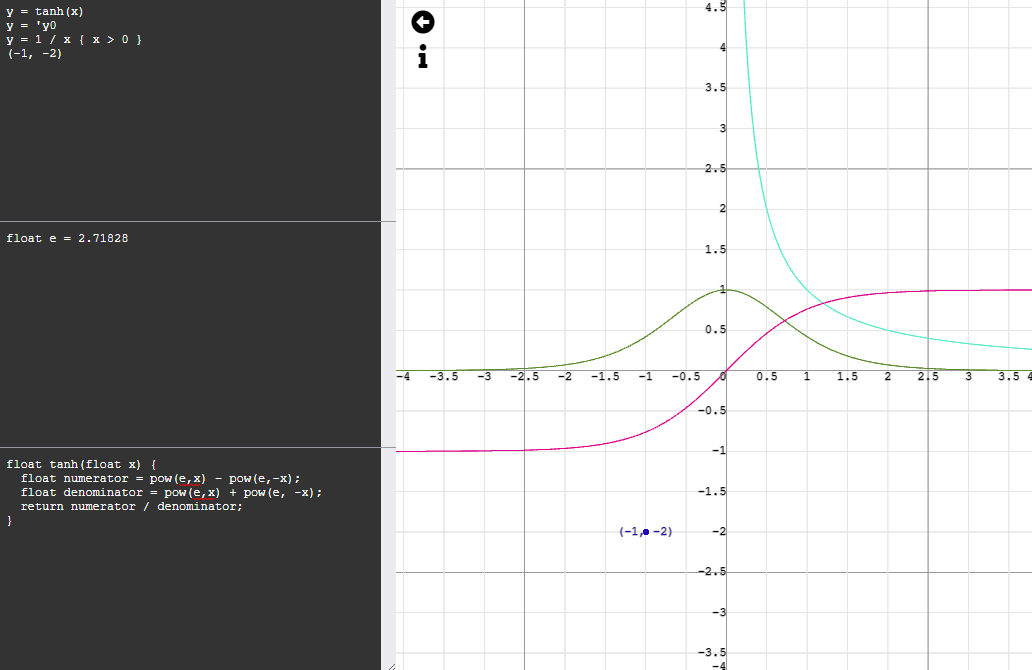 y = tanh(x)
y = 'y0
y = 1 / x { x > 0 }
(-1, -2)
float e = 2.71828
float tanh(float x) {
float numerator = pow(e,x) - pow(e,-x);
float denominator = pow(e,x) + pow(e, -x);
return numerator / denominator;
}
4.5
4
3.5
3
2.5
2
1.5
1
0.5
-4 -3.5 -3 -2.5 -2 -1.5 -1 -0.5 0 0.5 1 1.5 2 2.5 3 3.5 4
-0.5
-1
-1.5
(-1, -2) -2
-2.5
-3
-3.5
-4